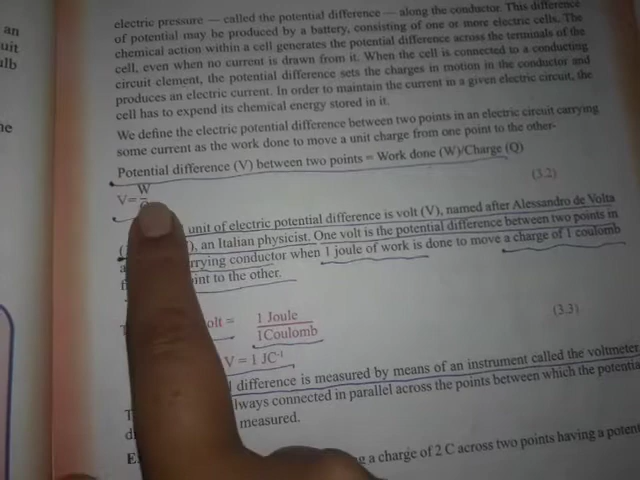 an
uit
ulb
ne
electric pressure — called the potential difference — along the conductor. This difference
of potential may be produced by a battery, consisting of one or more electric cells. The
chemical action within a cell generates the potential difference across the terminals of the
cell, even when no current is drawn from it. When the cell is connected to a conducting
circuit element, the potential difference sets the charges in motion in the conductor and
produces an electric current. In order to maintain the current in a given electric circuit, the
cell has to expend its chemical energy stored in it.
We define the electric potential difference between two points in an electric circuit carrying
some current as the work done to move a unit charge from one point to the other-
Potential difference (V) between two points = Work done (W)/Charge (Q)
(3.2)
V= W
unit of electric potential difference is volt (V), named after Alessandro de Volta
, an Italian physicist. One volt is the potential difference between two points in
rrying conductor when 1 joule of work is done to move a charge of 1 coulomb
int to the other.
olt = 1 Joule
1Coulomb
(3.3)
V = 1 JC⁻¹
difference is measured by means of an instrument called the voltmeter
lways connected in parallel across the points between which the potentia
measured.
g a charge of 2 C across two points having a potent